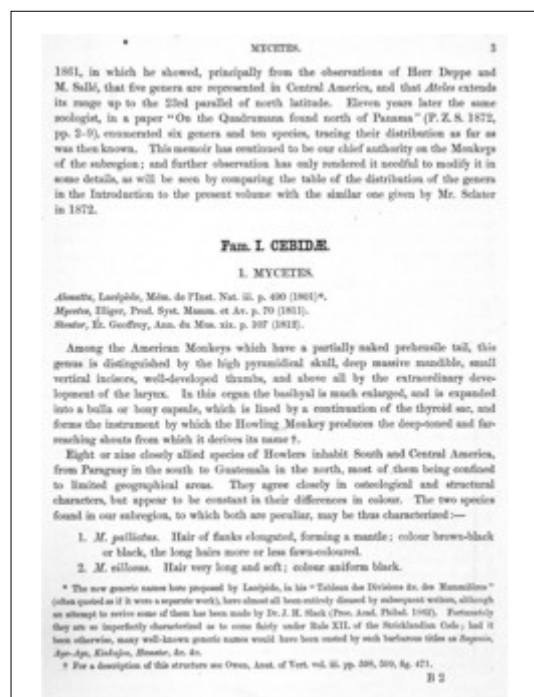 MYCETES. 3
1861, in which he showed, principally from the observations of Herr Deppe and
M. Sallé, that five genera are represented in Central America, and that Ateles extends
its range up to the 23rd parallel of north latitude. Eleven years later the same
zoologist, in a paper "On the Quadrumana found north of Panama" (P. Z. S. 1872,
pp. 2–9), enumerated six genera and ten species, tracing their distribution as far as
was then known. This memoir has continued to be our chief authority on the Monkeys
of the subregion; and further observation has only rendered it needful to modify it in
some details, as will be seen by comparing the table of the distribution of the genera
in the Introduction to the present volume with the similar one given by Mr. Sclater
in 1872.
Fam. I. CEBIDÆ.
1. MYCETES.
Alouatta, Lacépède, Mém. de l'Inst. Nat. iii. p. 490 (1801)*.
Mycetes, Illiger, Prod. Syst. Mamm. et Av. p. 70 (1811).
Stentor, Ét. Geoffroy, Ann. du Mus. xix. p. 107 (1812).
Among the American Monkeys which have a partially naked prehensile tail, this
genus is distinguished by the high pyramidical skull, deep massive mandible, small
vertical incisors, well-developed thumbs, and above all by the extraordinary deve-
lopment of the larynx. In this organ the basihyal is much enlarged, and is expanded
into a bulla or bony capsule, which is lined by a continuation of the thyroid sac, and
forms the instrument by which the Howling Monkey produces the deep-toned and far-
reaching shouts from which it derives its name †.
Eight or nine closely allied species of Howlers inhabit South and Central America,
from Paraguay in the south to Guatemala in the north, most of them being confined
to limited geographical areas. They agree closely in osteological and structural
characters, but appear to be constant in their differences in colour. The two species
found in our subregion, to which both are peculiar, may be thus characterized:—
1. M. palliatus. Hair of flanks elongated, forming a mantle; colour brown-black
or black, the long hairs more or less fawn-coloured.
2. M. villosus. Hair very long and soft; colour uniform black.
* The new generic names here proposed by Lacépède, in his "Tableau des Divisions &c. des Mammifères"
(often quoted as if it were a separate work), have almost all been entirely disused by subsequent writers, although
an attempt to revive some of them has been made by Dr. J. H. Slack (Proc. Acad. Philad. 1862). Fortunately
they are so imperfectly characterized as to come fairly under Rule XII. of the Stricklandian Code; had it
been otherwise, many well-known generic names would have been ousted by such barbarous titles as Sagouin,
Aye-Aye, Kinkajou, Hamster, &c. &c.
† For a description of this structure see Owen, Anat. of Vert. vol. iii. pp. 598, 599, fig. 471.
B 2